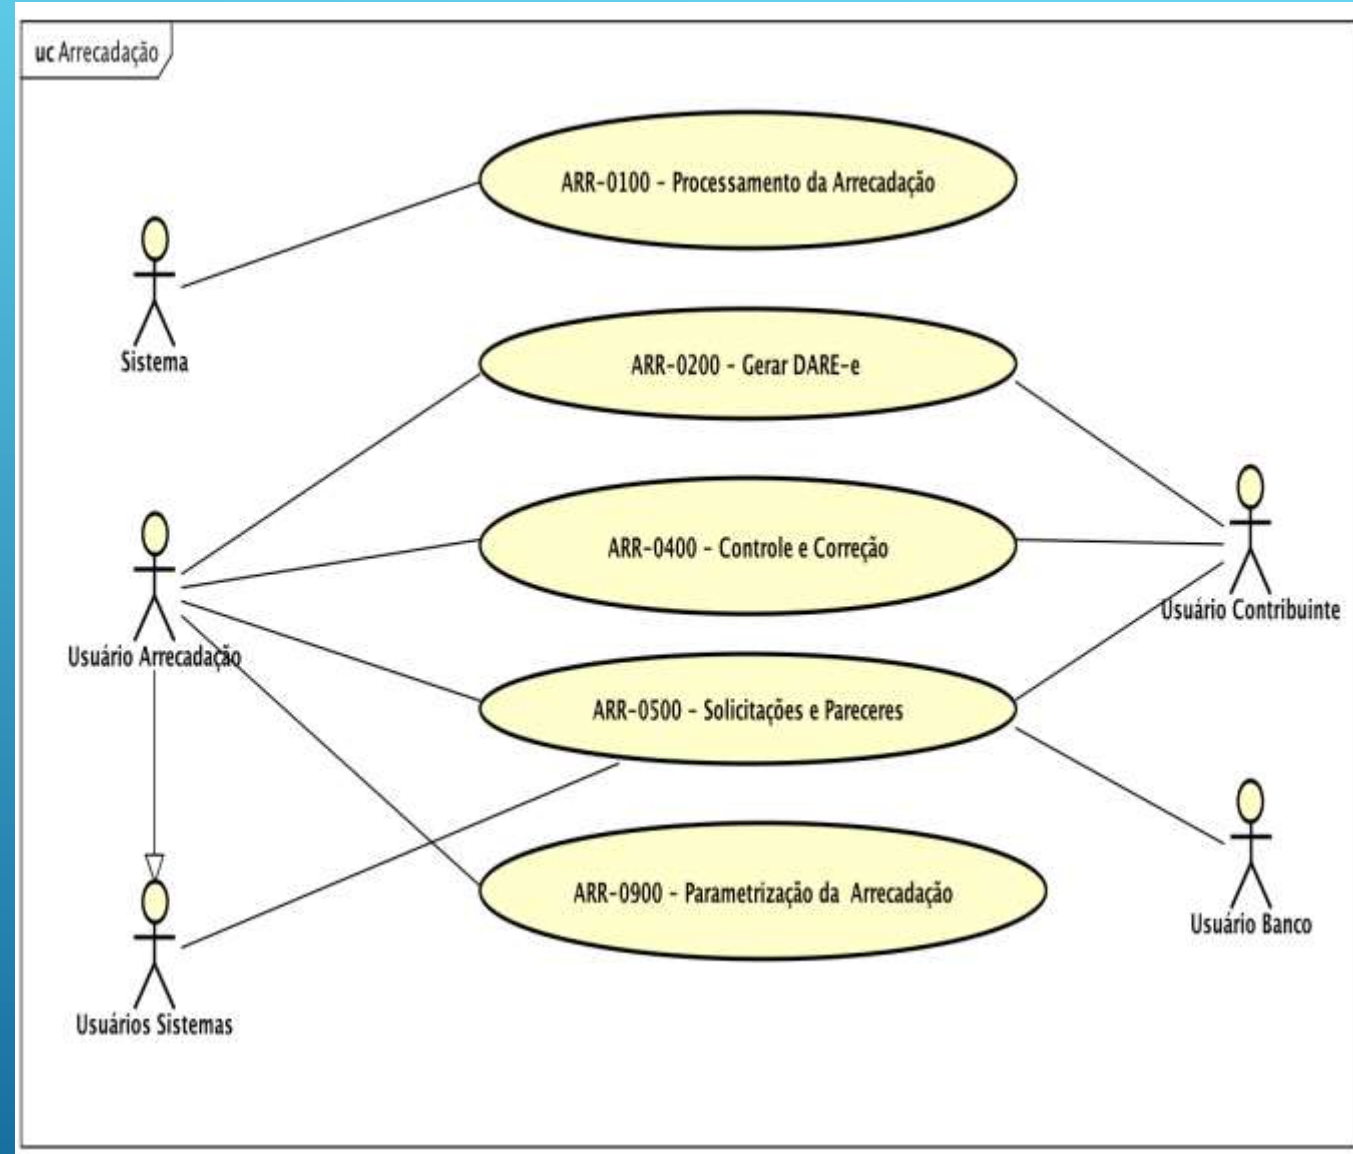 uc Arrecadação
ARR-0100 - Processamento da Arrecadação
Sistema
ARR-0200 - Gerar DARE-e
ARR-0400 - Controle e Correção
Usuário Contribuinte
Usuário Arrecadação
ARR-0500 - Solicitações e Pareceres
ARR-0900 - Parametrização da  Arrecadação
Usuário Banco
Usuários Sistemas